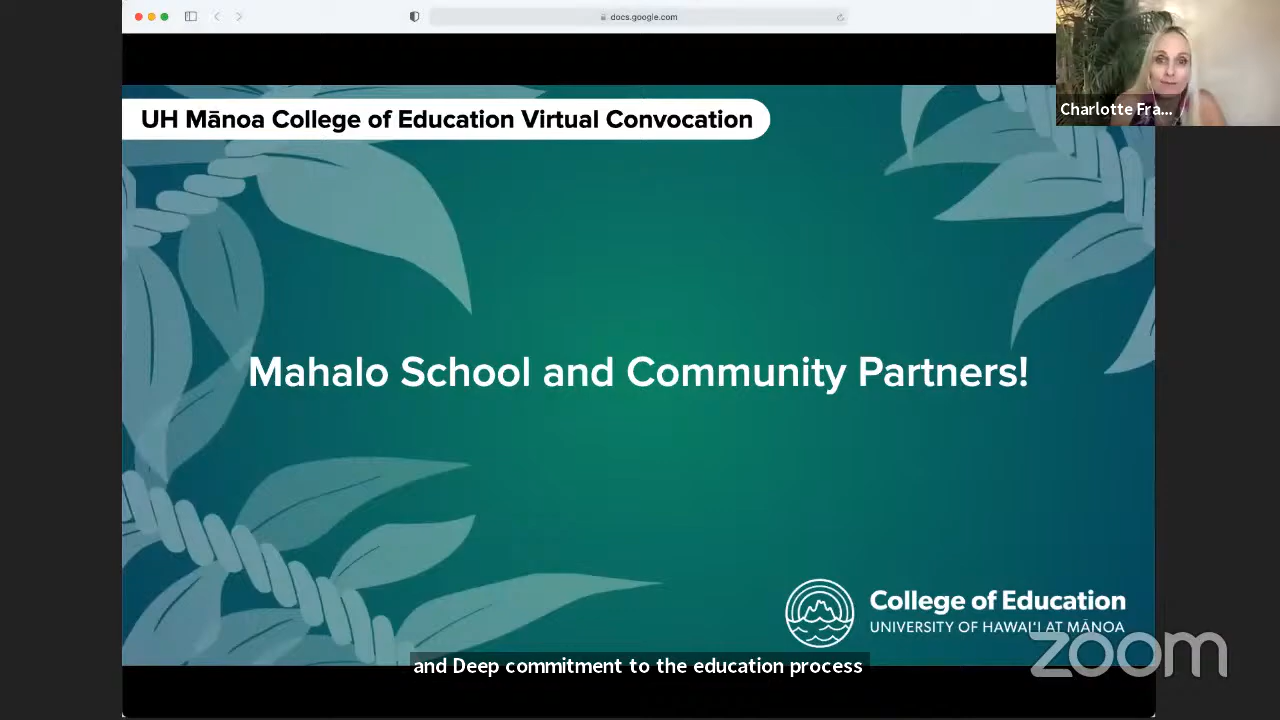 docs.google.com
Charlotte Fra...
UH Mānoa College of Education Virtual Convocation
Mahalo School and Community Partners!
College of Education
UNIVERSITY OF HAWAIʻI AT MĀNOA
zoom
and Deep commitment to the education process